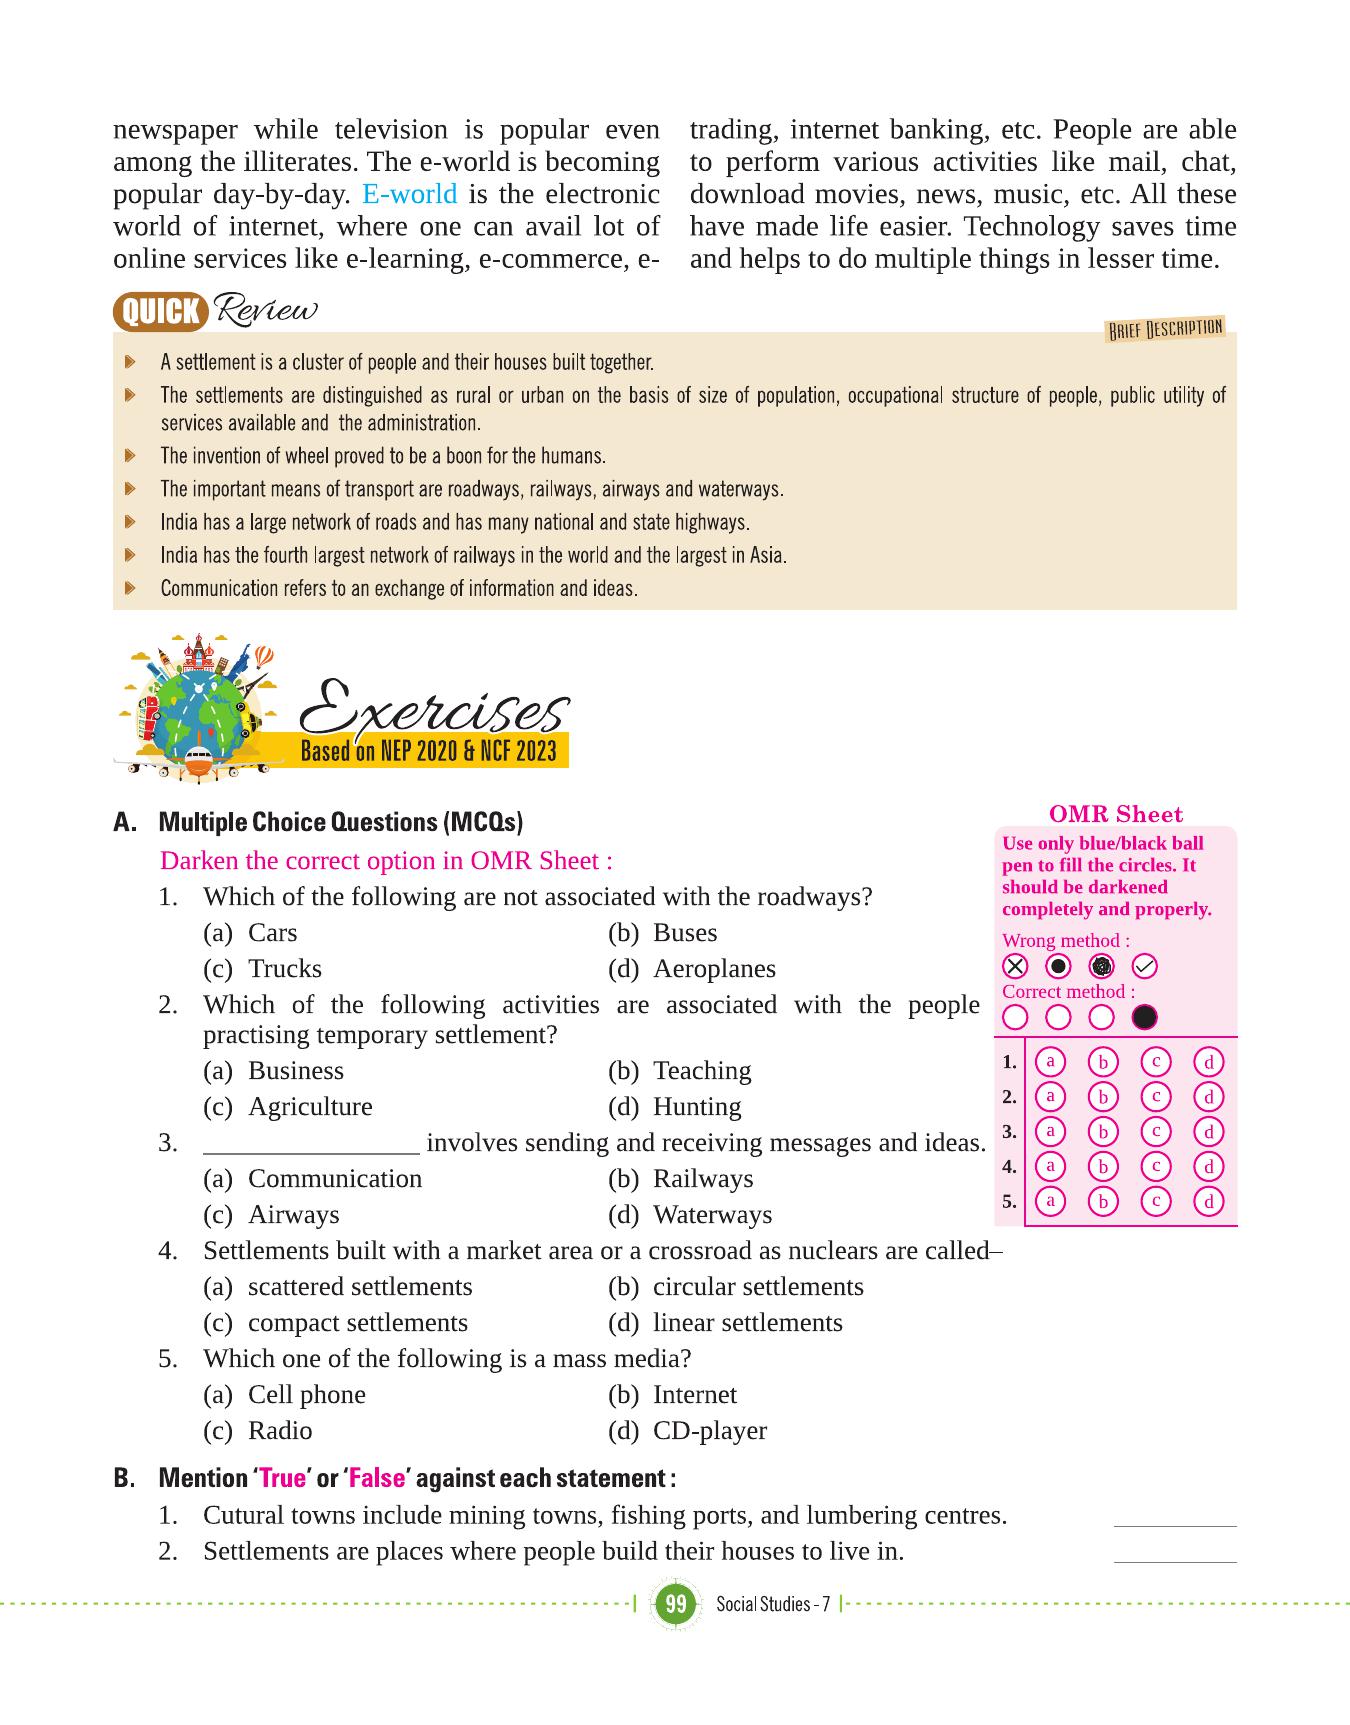 newspaper while television is popular even
among the illiterates. The e-world is becoming
popular day-by-day. E-world is the electronic
world of internet, where one can avail lot of
online services like e-learning, e-commerce, e-
trading, internet banking, etc. People are able
to perform various activities like mail, chat,
download movies, news, music, etc. All these
have made life easier. Technology saves time
and helps to do multiple things in lesser time.
QUICK Review
BRIEF DESCRIPTION
A settlement is a cluster of people and their houses built together.
The settlements are distinguished as rural or urban on the basis of size of population, occupational structure of people, public utility of
services available and the administration.
The invention of wheel proved to be a boon for the humans.
The important means of transport are roadways, railways, airways and waterways.
India has a large network of roads and has many national and state highways.
India has the fourth largest network of railways in the world and the largest in Asia.
Communication refers to an exchange of information and ideas.
Exercises
Based on NEP 2020 & NCF 2023
A. Multiple Choice Questions (MCQs)
Darken the correct option in OMR Sheet :
1. Which of the following are not associated with the roadways?
(a) Cars (b) Buses
(c) Trucks (d) Aeroplanes
2. Which of the following activities are associated with the people
practising temporary settlement?
(a) Business (b) Teaching
(c) Agriculture (d) Hunting
3. ________________ involves sending and receiving messages and ideas.
(a) Communication (b) Railways
(c) Airways (d) Waterways
4. Settlements built with a market area or a crossroad as nuclears are called–
(a) scattered settlements (b) circular settlements
(c) compact settlements (d) linear settlements
5. Which one of the following is a mass media?
(a) Cell phone (b) Internet
(c) Radio (d) CD-player
OMR Sheet
Use only blue/black ball
pen to fill the circles. It
should be darkened
completely and properly.
Wrong method :
Correct method :
1. a b c d
2. a b c d
3. a b c d
4. a b c d
5. a b c d
B. Mention ‘True’ or ‘False’ against each statement :
1. Cutural towns include mining towns, fishing ports, and lumbering centres. _________
2. Settlements are places where people build their houses to live in. _________
99 Social Studies - 7